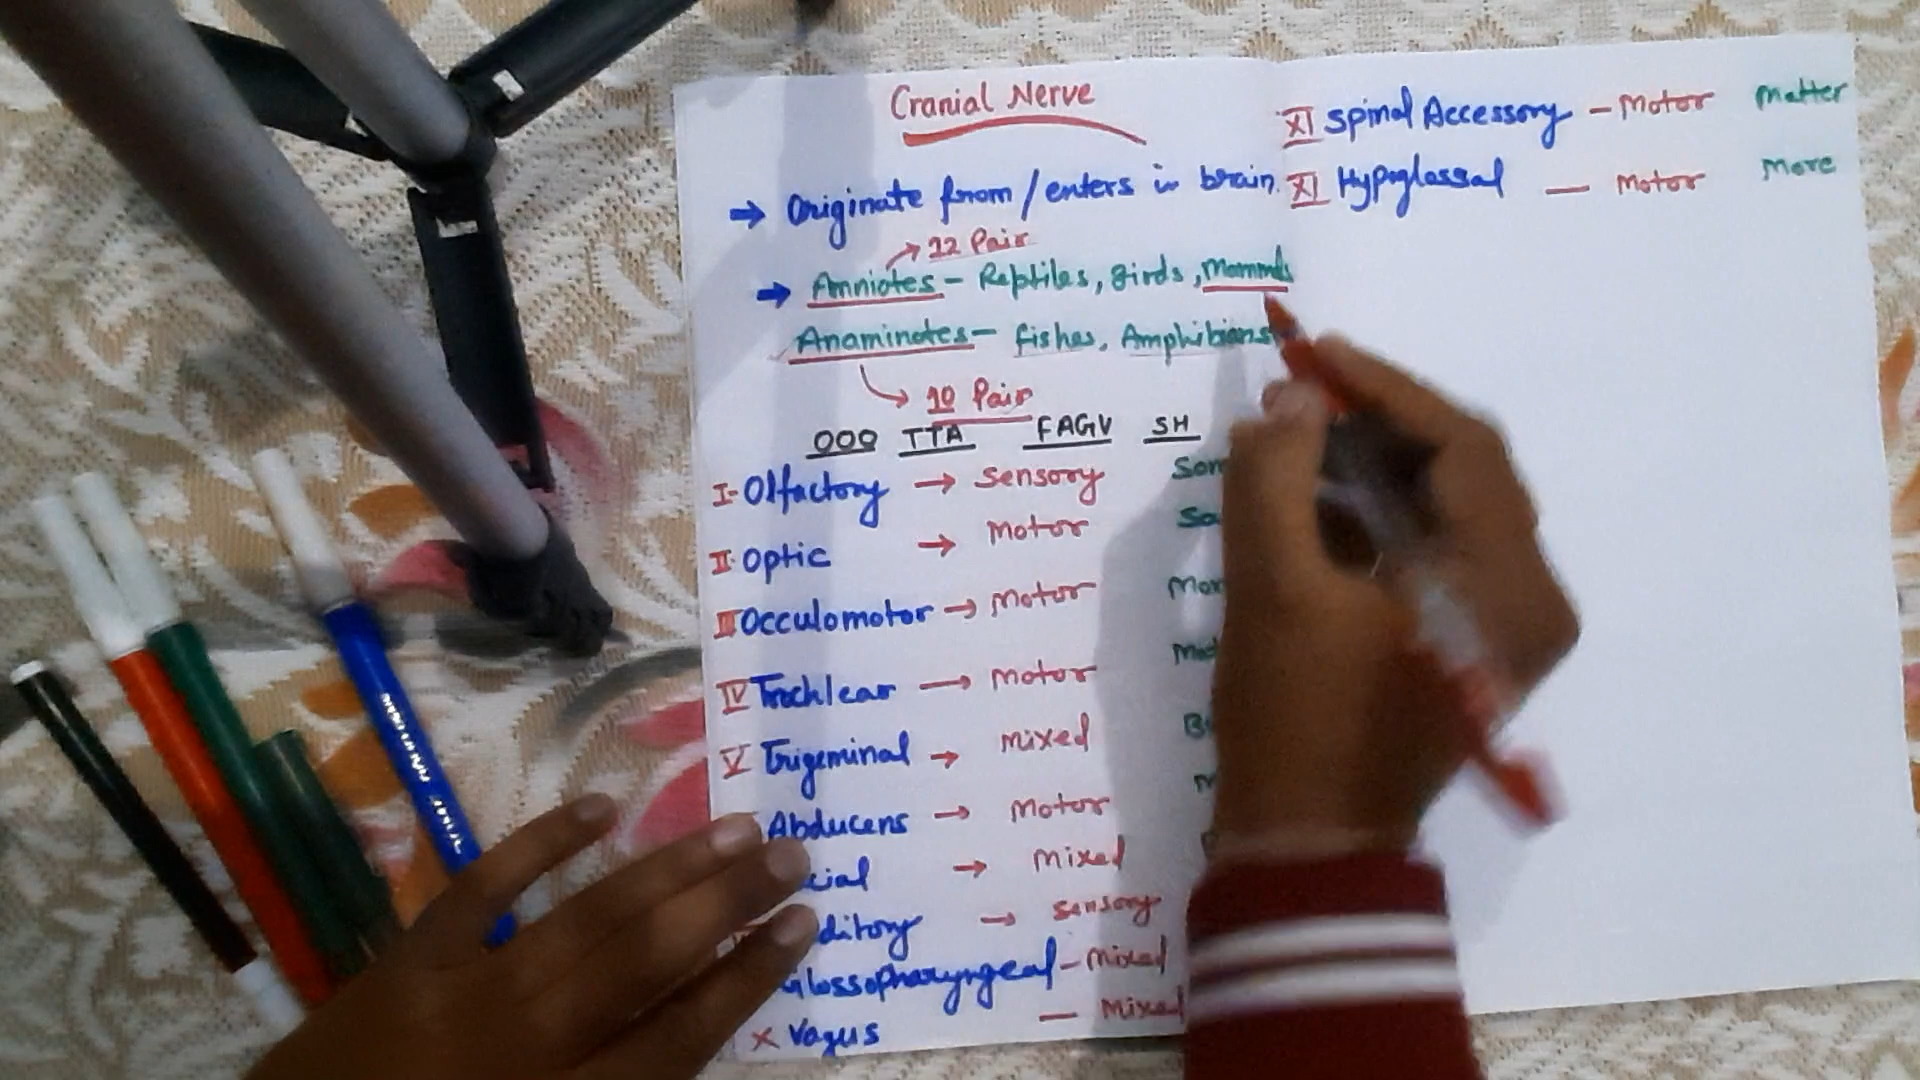 Cranial Nerve
⇒ Originate from/enters in brain.
→ 12 Pair
⇒ Amniotes - Reptiles, Birds, Mammals
Anaminotes - fishes, Amphibians
→ 10 Pair
OOO TTA FAGV SH
I- Olfactory → Sensory
II- Optic → Motor
III Occulomotor → Motor
IV Trochlear → Motor
V Trigeminal → Mixed
Abducens → Motor
→ Mixed
→ Sensory
Glossopharyngeal - Mixed
X Vagus — Mixed
XI Spinal Accessory - Motor Matter
XI Hypoglossal — Motor More